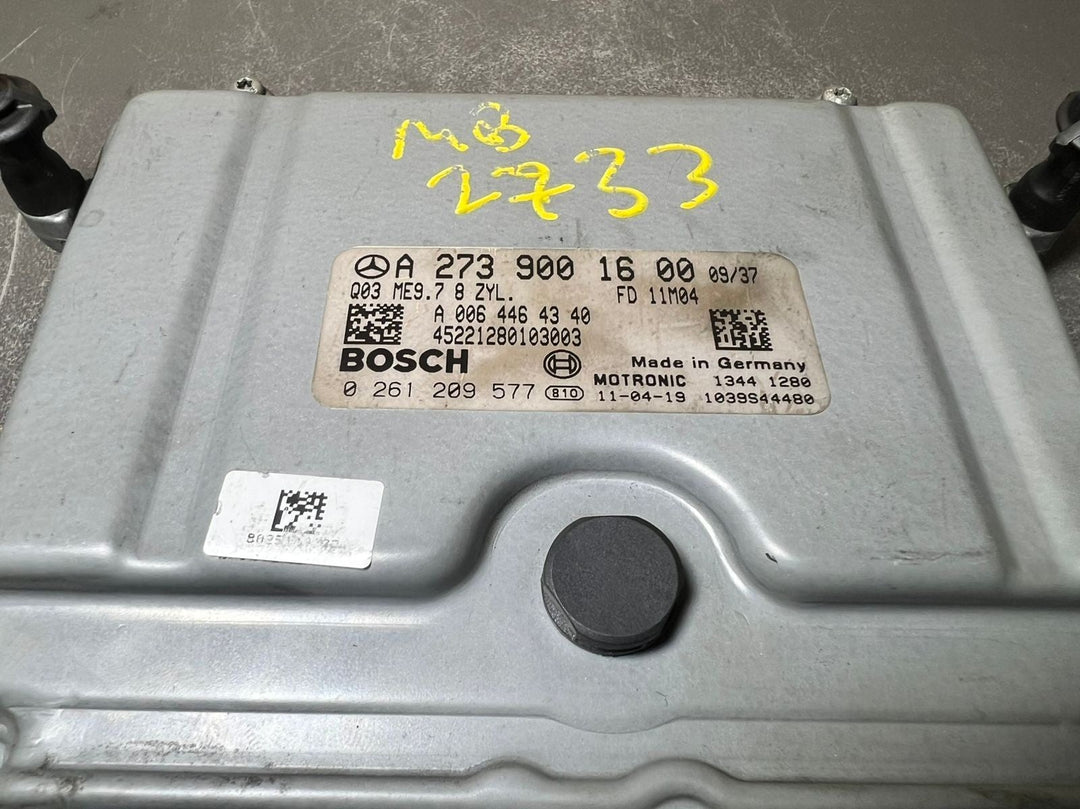 MB
2733
A 273 900 16 00 09/37
Q03 ME9.7 8 ZYL. FD 11M04
A 006 446 43 40
45221280103003
BOSCH Made in Germany
MOTRONIC 1344 1280
0 261 209 577 B10 11-04-19 1039S44480